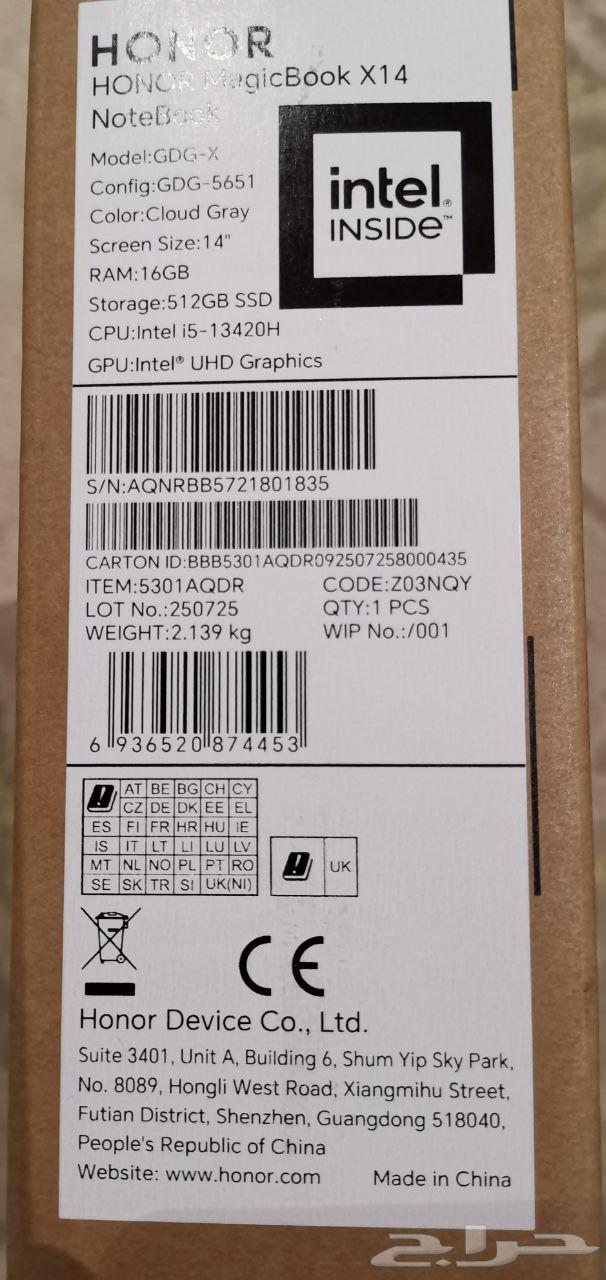 HONOR
HONOR MagicBook X14
NoteBook
Model:GDG-X
Config:GDG-5651
Color:Cloud Gray
Screen Size:14"
RAM:16GB
Storage:512GB SSD
CPU:Intel i5-13420H
GPU:Intel® UHD Graphics
intel®
INSIDE™
S/N:AQNRBB5721801835
CARTON ID:BBB5301AQDR092507258000435
ITEM:5301AQDR CODE:Z03NQY
LOT No.:250725 QTY:1 PCS
WEIGHT:2.139 kg WIP No.:/001
6 936520 874453
AT BE BG CH CY
CZ DE DK EE EL
ES FI FR HR HU IE
IS IT LT LI LU LV
MT NL NO PL PT RO
SE SK TR SI UK(NI)
UK
CE
Honor Device Co., Ltd.
Suite 3401, Unit A, Building 6, Shum Yip Sky Park,
No. 8089, Hongli West Road, Xiangmihu Street,
Futian District, Shenzhen, Guangdong 518040,
People's Republic of China
Website: www.honor.com Made in China
حراج